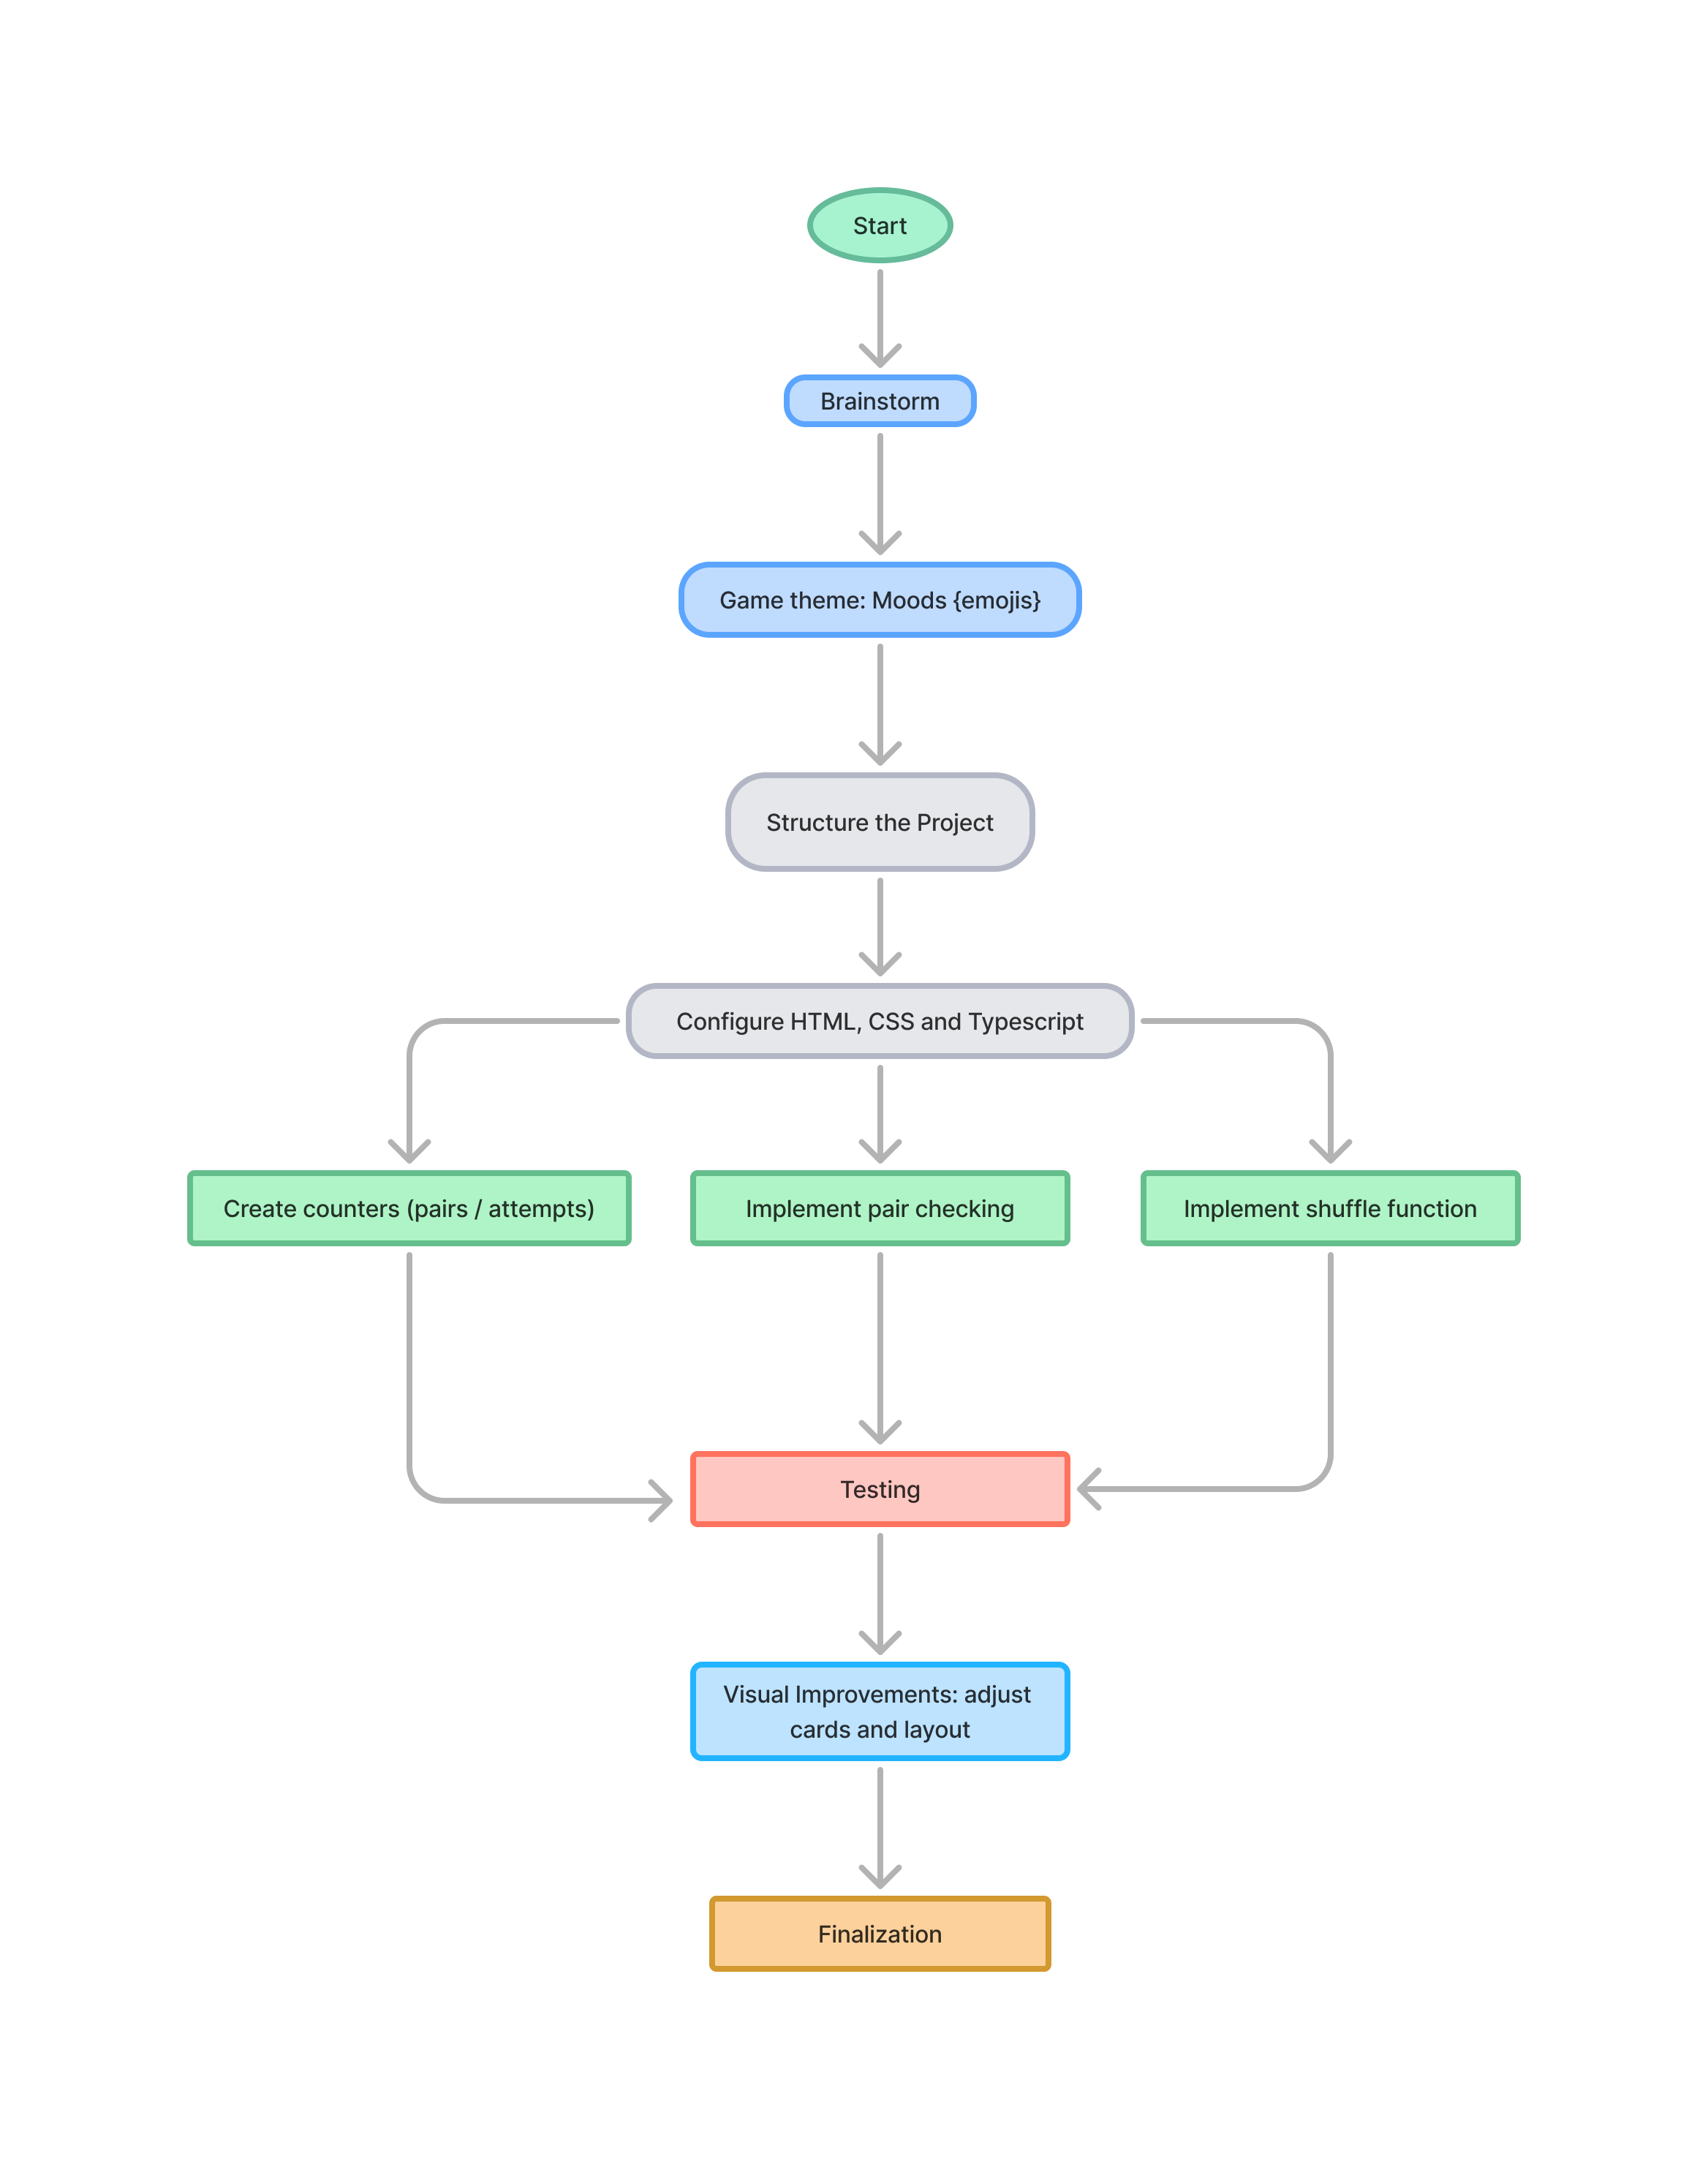 Start
Brainstorm
Game theme: Moods {emojis}
Structure the Project
Configure HTML, CSS and Typescript
Create counters (pairs / attempts)
Implement pair checking
Implement shuffle function
Testing
Visual Improvements: adjust
cards and layout
Finalization